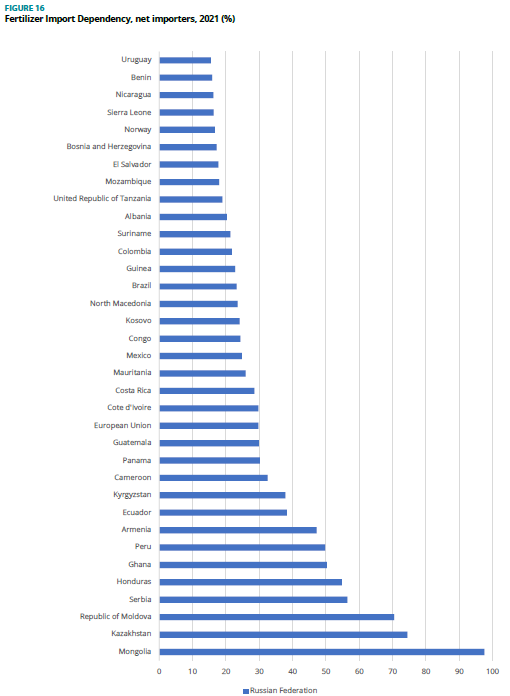 FIGURE 16
Fertilizer Import Dependency, net importers, 2021 (%)
Uruguay
Benin
Nicaragua
Sierra Leone
Norway
Bosnia and Herzegovina
El Salvador
Mozambique
United Republic of Tanzania
Albania
Suriname
Colombia
Guinea
Brazil
North Macedonia
Kosovo
Congo
Mexico
Mauritania
Costa Rica
Cote d'Ivoire
European Union
Guatemala
Panama
Cameroon
Kyrgyzstan
Ecuador
Armenia
Peru
Ghana
Honduras
Serbia
Republic of Moldova
Kazakhstan
Mongolia
0 10 20 30 40 50 60 70 80 90 100
Russian Federation